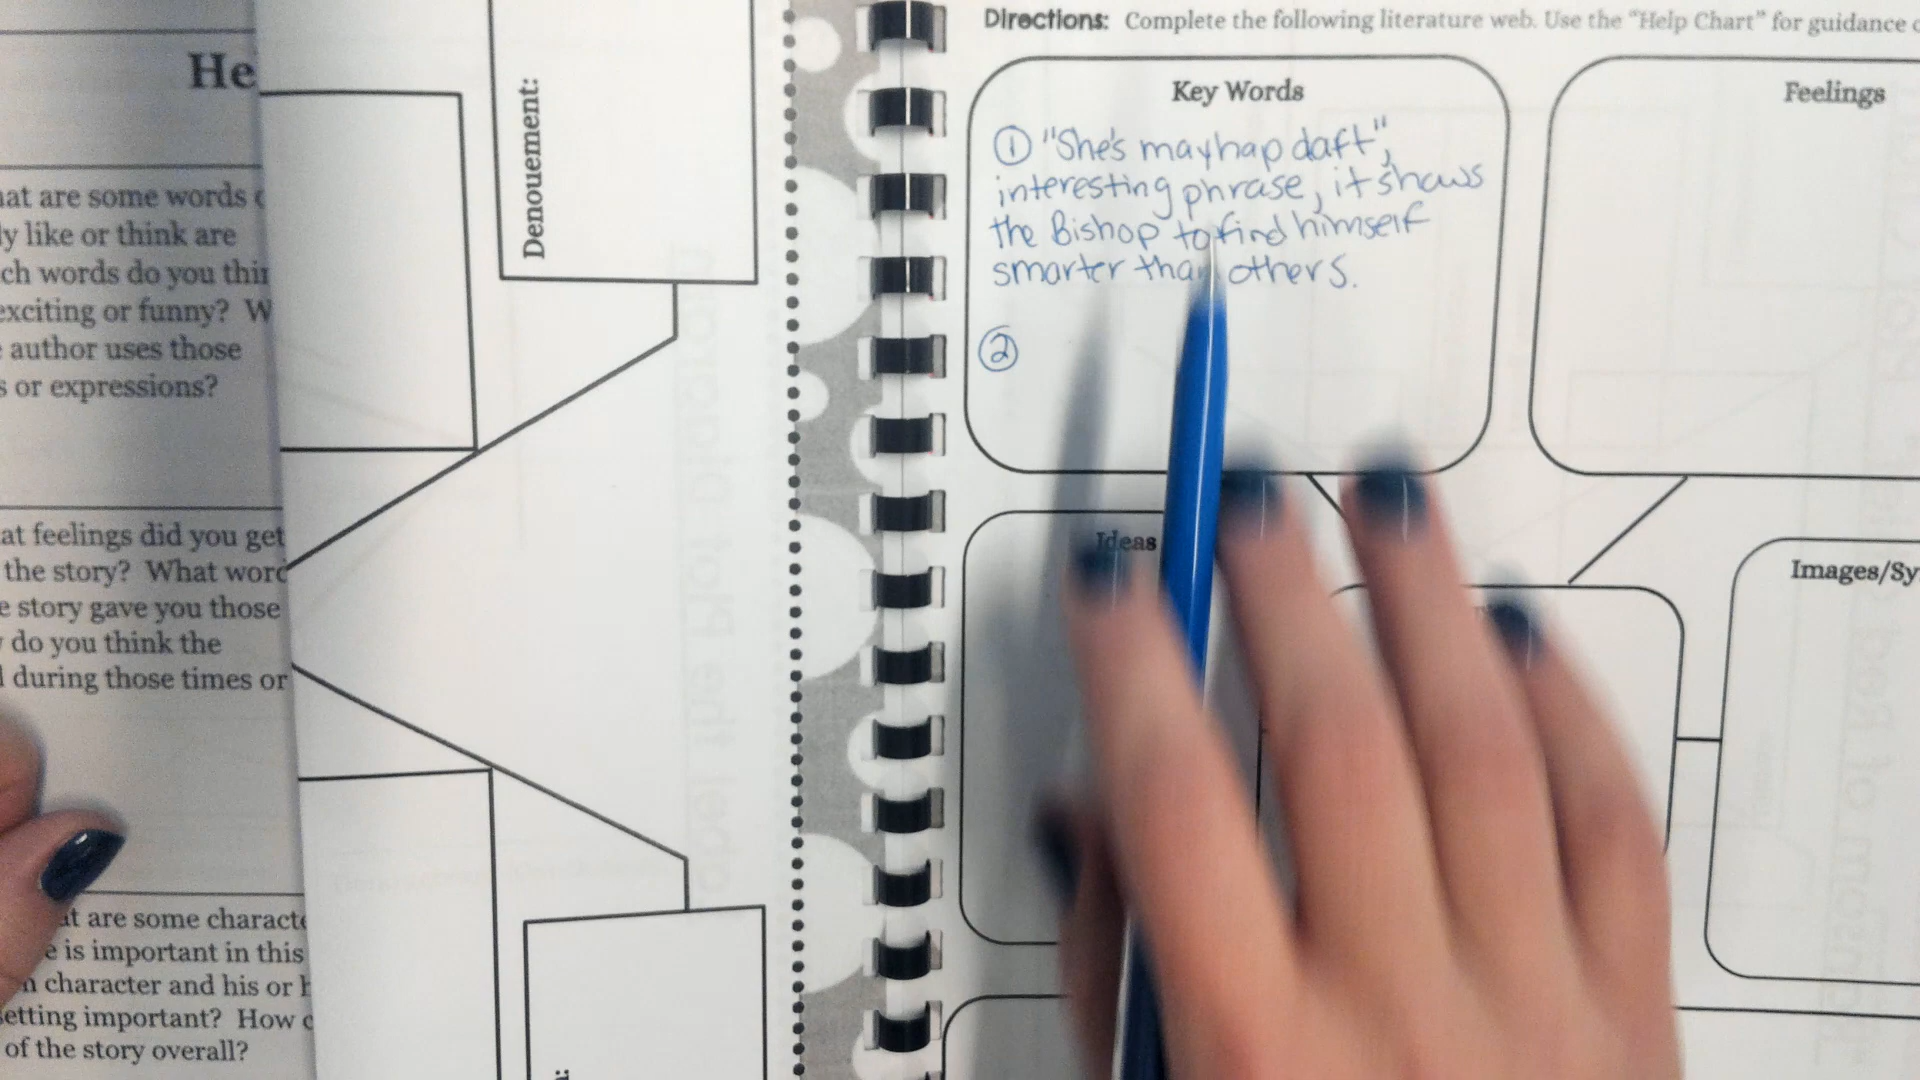 He
at are some words
ly like or think are
ch words do you thin
exciting or funny? W
author uses those
s or expressions?
at feelings did you get
the story? What word
e story gave you those
do you think the
l during those times or
at are some characte
e is important in this
n character and his or h
setting important? How
of the story overall?
Denouement:
Directions: Complete the following literature web. Use the “Help Chart” for guidance
Key Words
① "She's mayhap daft",
interesting phrase, it shows
the Bishop to find himself
smarter than others.
②
Feelings
Ideas
Images/Sy